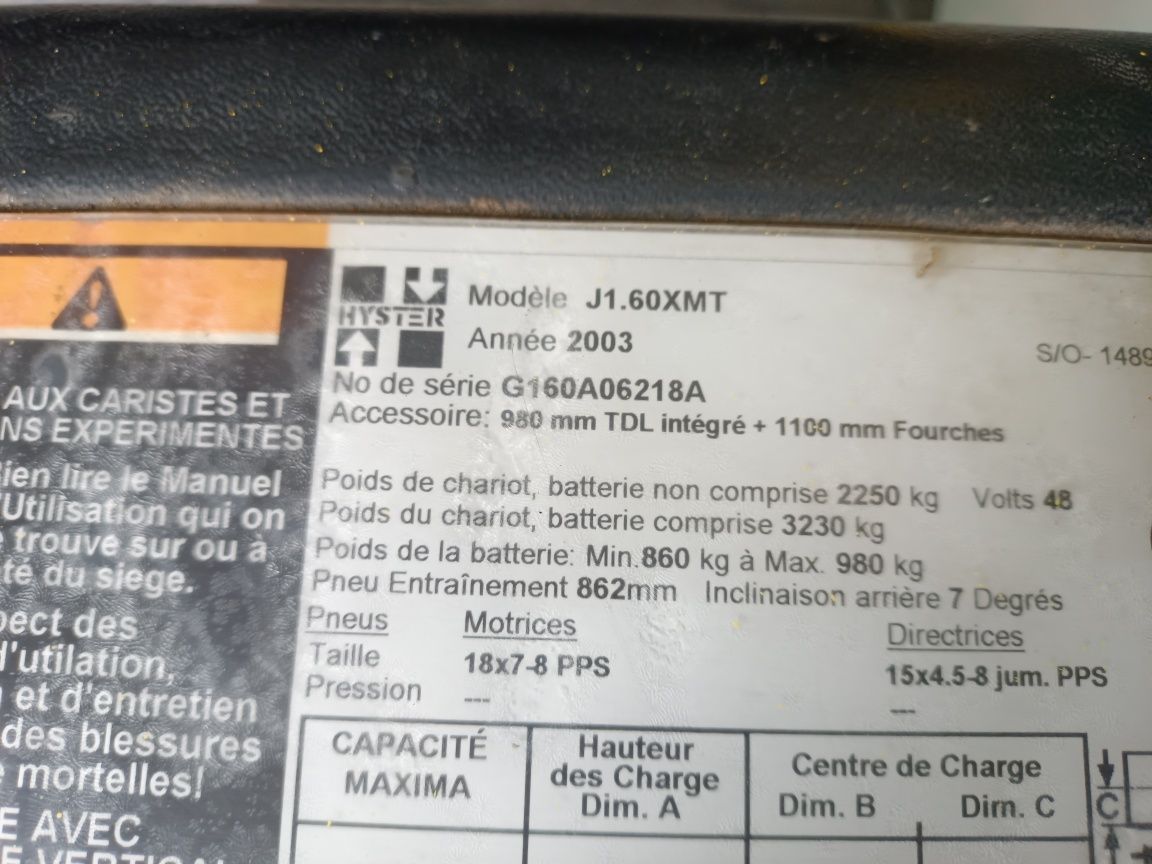 HYSTER
Modèle J1.60XMT
Année 2003
S/O- 1489
No de série G160A06218A
Accessoire: 980 mm TDL intégré + 1100 mm Fourches
Poids de chariot, batterie non comprise 2250 kg Volts 48
Poids du chariot, batterie comprise 3230 kg
Poids de la batterie: Min.860 kg à Max. 980 kg
Pneu Entraînement 862mm Inclinaison arrière 7 Degrés
Pneus Motrices Directrices
Taille 18x7-8 PPS 15x4.5-8 jum. PPS
Pression --- ---
CAPACITÉ
MAXIMA
Hauteur
des Charge
Dim. A
Centre de Charge
Dim. B Dim. C
C
AUX CARISTES ET
NS EXPERIMENTES
ien lire le Manuel
'Utilisation qui on
trouve sur ou à
té du siege.
pect des
d'utilation,
et d'entretien
des blessures
mortelles!
E AVEC
E VERTICAL